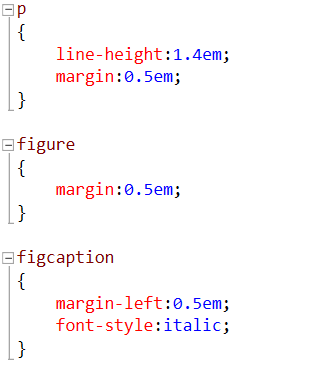 p
{
    line-height:1.4em;
    margin:0.5em;
}

figure
{
    margin:0.5em;
}

figcaption
{
    margin-left:0.5em;
    font-style:italic;
}